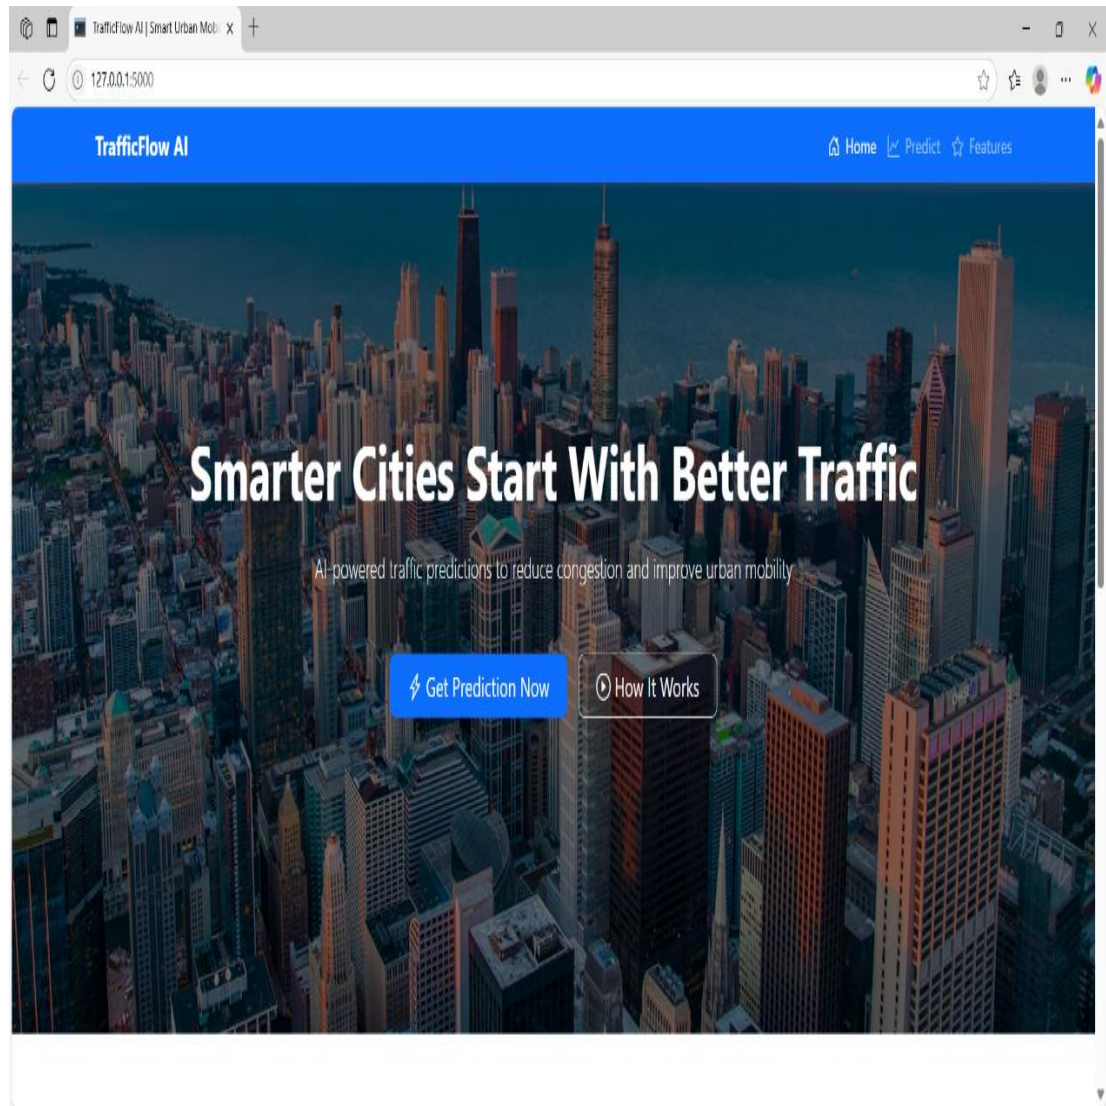 TrafficFlow AI | Smart Urban Mob
127.0.0.1:5000
TrafficFlow AI
Home Predict Features
Smarter Cities Start With Better Traffic
AI-powered traffic predictions to reduce congestion and improve urban mobility
Get Prediction Now How It Works